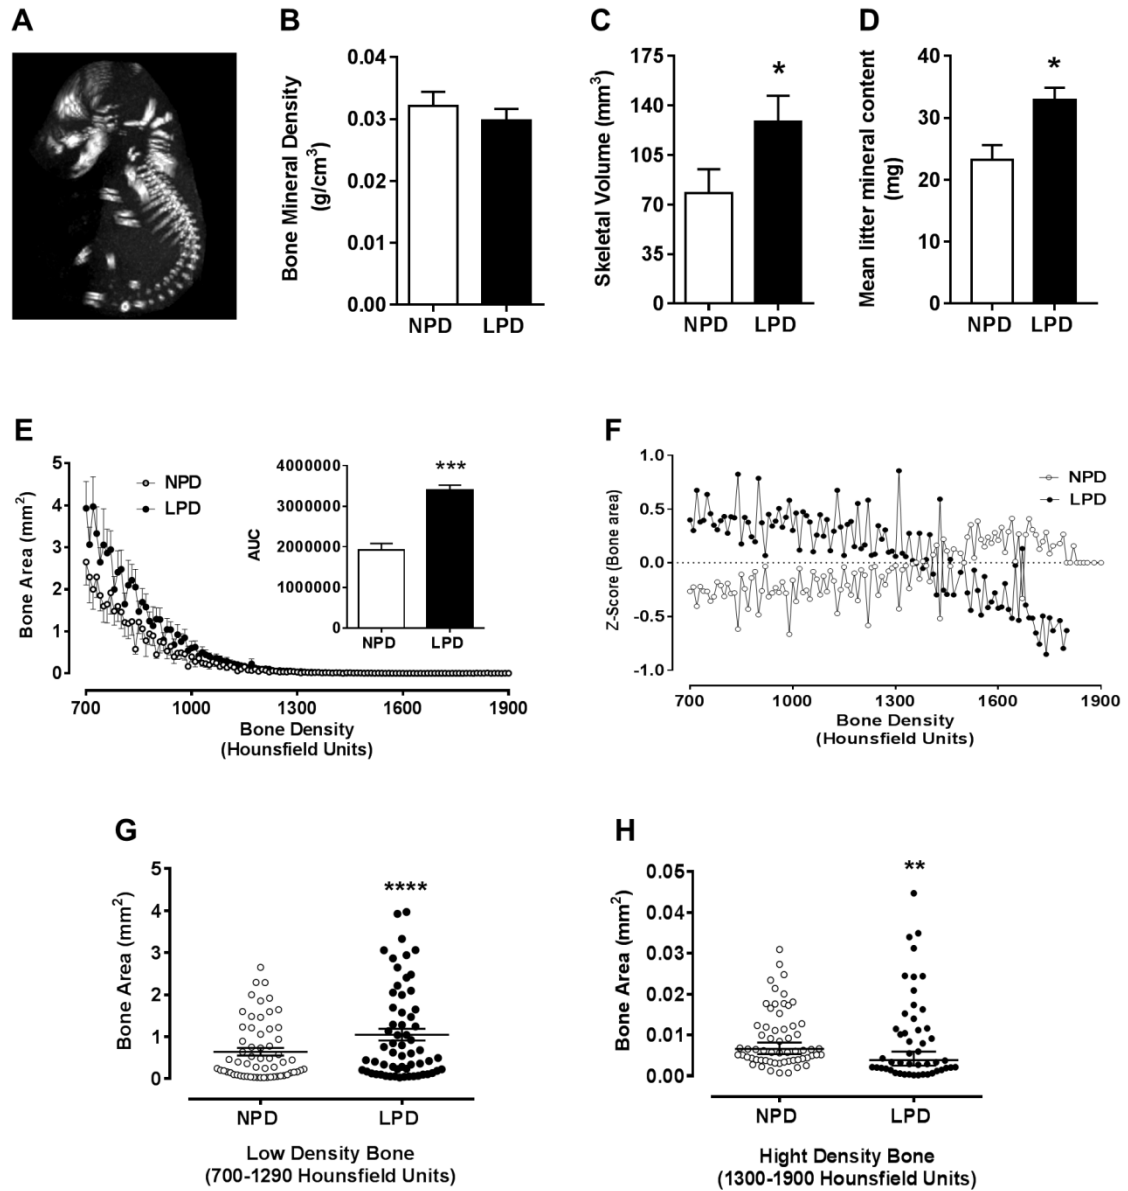 A
B
C
D
Bone Mineral Density
(g/cm3)
0.04
0.03
0.02
0.01
0.00
NPD
LPD
Skeletal Volume (mm3)
175
140
105
70
35
0
*
NPD
LPD
Mean litter mineral content
(mg)
40
30
20
10
0
*
NPD
LPD
E
Bone Area (mm2)
5
4
3
2
1
0
NPD
LPD
700
1000
1300
1600
1900
Bone Density
(Hounsfield Units)
AUC
4000000
3000000
2000000
1000000
0
***
NPD
LPD
F
Z-Score (Bone area)
1.0
0.5
0.0
-0.5
-1.0
NPD
LPD
700
1000
1300
1600
1900
Bone Density
(Hounsfield Units)
G
Bone Area (mm2)
5
4
3
2
1
0
****
NPD
LPD
Low Density Bone
(700-1290 Hounsfield Units)
H
Bone Area (mm2)
0.05
0.04
0.03
0.02
0.01
0.00
**
NPD
LPD
Hight Density Bone
(1300-1900 Hounsfield Units)